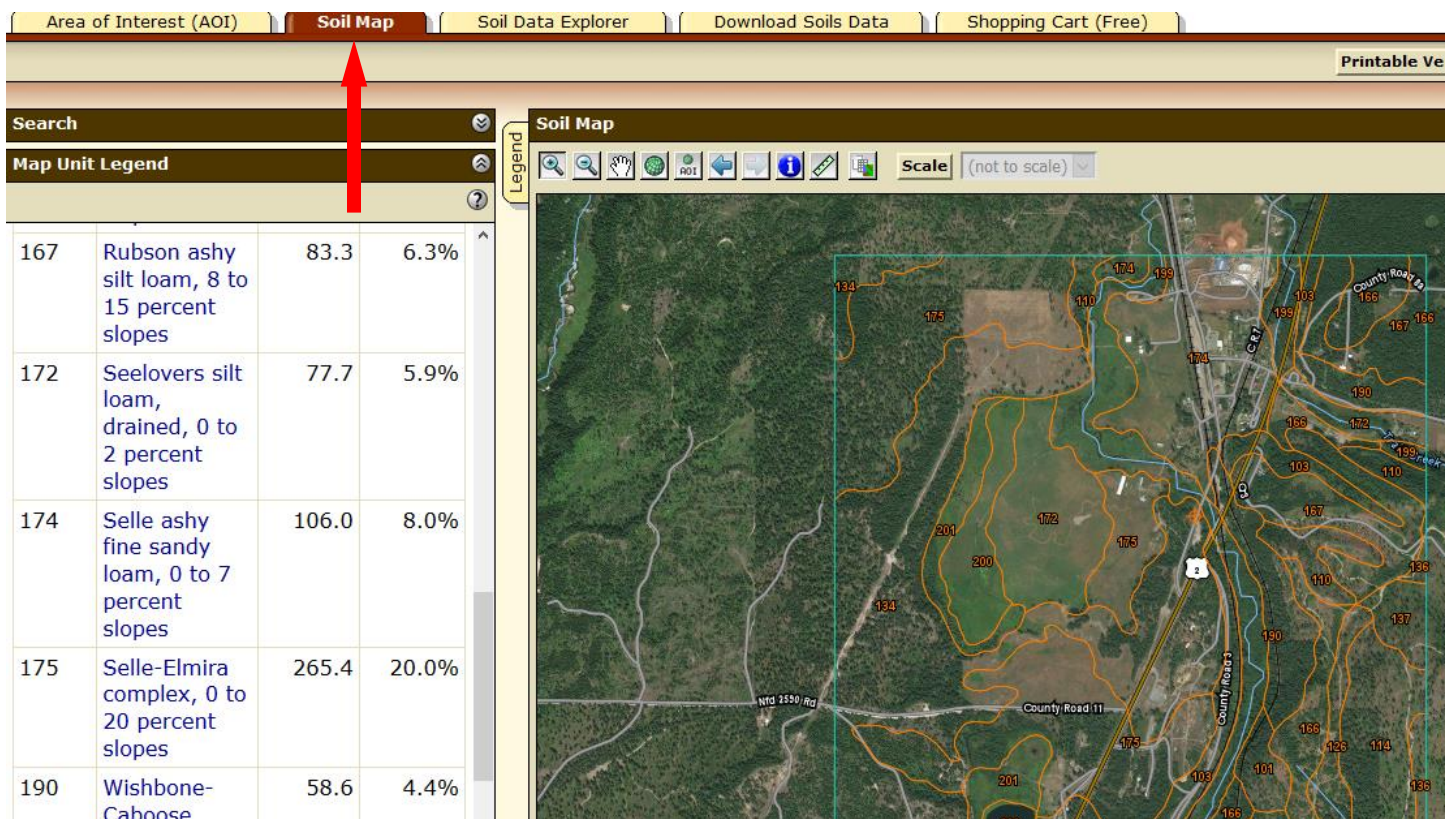 Area of Interest (AOI)
Soil Map
Soil Data Explorer
Download Soils Data
Shopping Cart (Free)
Printable Ve
Search
Map Unit Legend
?
167 Rubson ashy 83.3 6.3%
silt loam, 8 to
15 percent
slopes
172 Seelovers silt 77.7 5.9%
loam,
drained, 0 to
2 percent
slopes
174 Selle ashy 106.0 8.0%
fine sandy
loam, 0 to 7
percent
slopes
175 Selle-Elmira 265.4 20.0%
complex, 0 to
20 percent
slopes
190 Wishbone- 58.6 4.4%
Caboose
Legend
Soil Map
AOI
i
Scale (not to scale)
174
199
134
110
175
County Road 8a
166
103
199
167
166
C R 7
174
190
166
172
199
Creek
103
110
167
172
201
175
200
2
136
110
134
137
190
County Road 3
Nfd 2590 Rd
County Road 11
166
175
126
114
201
103
101
136
166